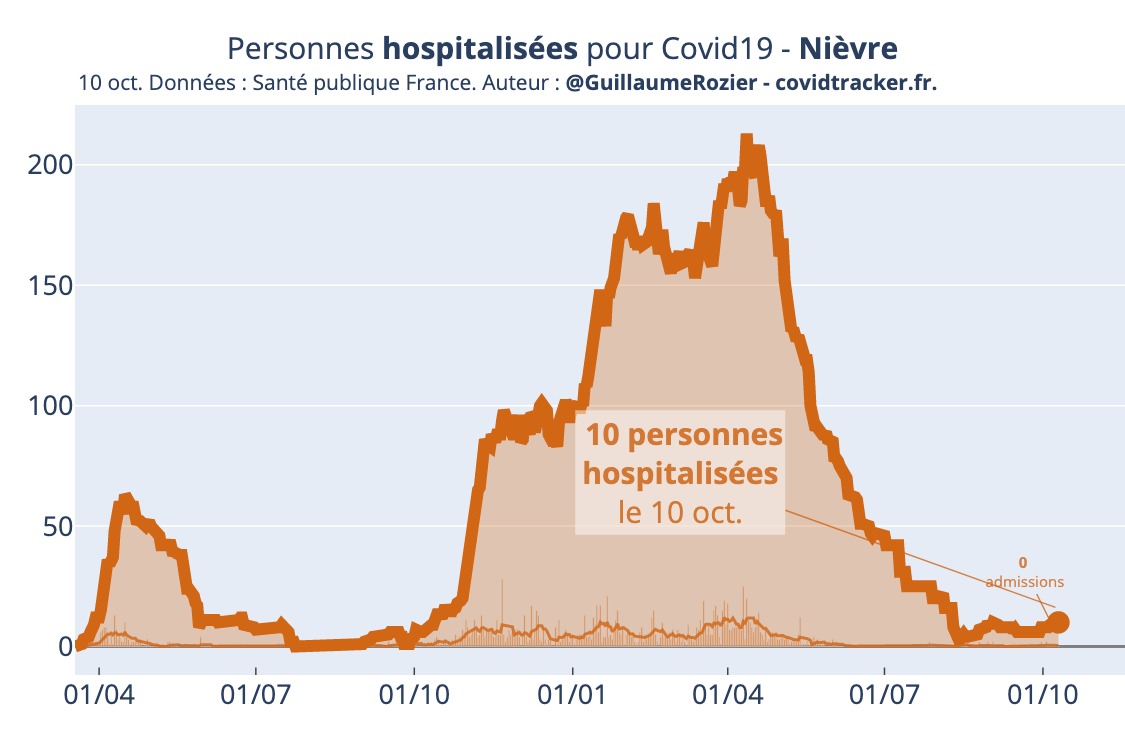 Personnes hospitalisées pour Covid19 - Nièvre
10 oct. Données : Santé publique France. Auteur : @GuillaumeRozier - covidtracker.fr.
200
150
100
50
0
10 personnes
hospitalisées
le 10 oct.
0
admissions
01/04 01/07 01/10 01/01 01/04 01/07 01/10